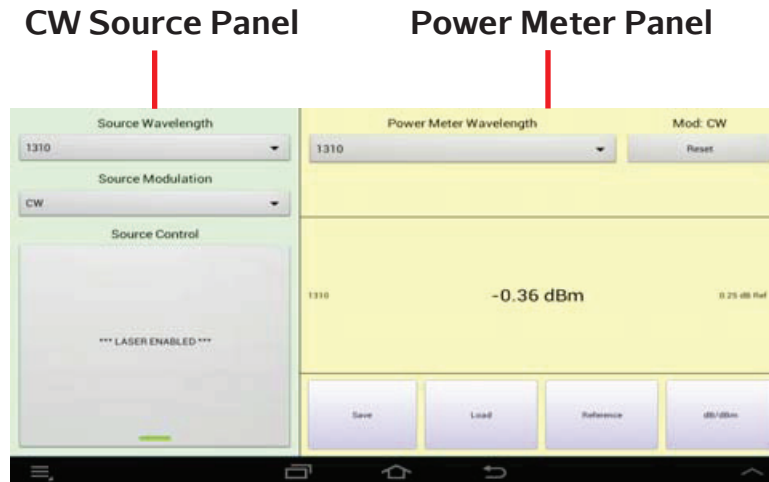 CW Source Panel
Power Meter Panel
Source Wavelength
1310
Source Modulation
CW
Source Control
*** LASER ENABLED ***
Power Meter Wavelength
Mod: CW
1310
Reset
1310
-0.36 dBm
0.25 dB Ref
Save
Load
Reference
dB/dBm